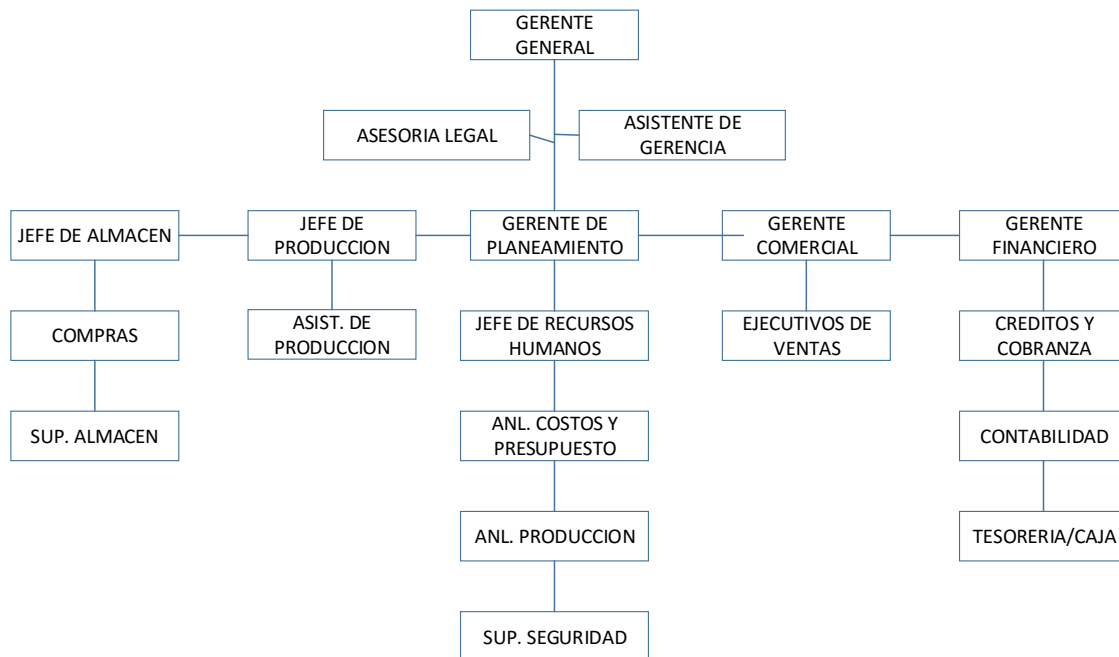 GERENTE
GENERAL
ASESORIA LEGAL
ASISTENTE DE
GERENCIA
JEFE DE ALMACEN
JEFE DE
PRODUCCION
GERENTE DE
PLANEAMIENTO
GERENTE
COMERCIAL
GERENTE
FINANCIERO
COMPRAS
ASIST. DE
PRODUCCION
JEFE DE RECURSOS
HUMANOS
EJECUTIVOS DE
VENTAS
CREDITOS Y
COBRANZA
SUP. ALMACEN
ANL. COSTOS Y
PRESUPUESTO
CONTABILIDAD
ANL. PRODUCCION
TESORERIA/CAJA
SUP. SEGURIDAD